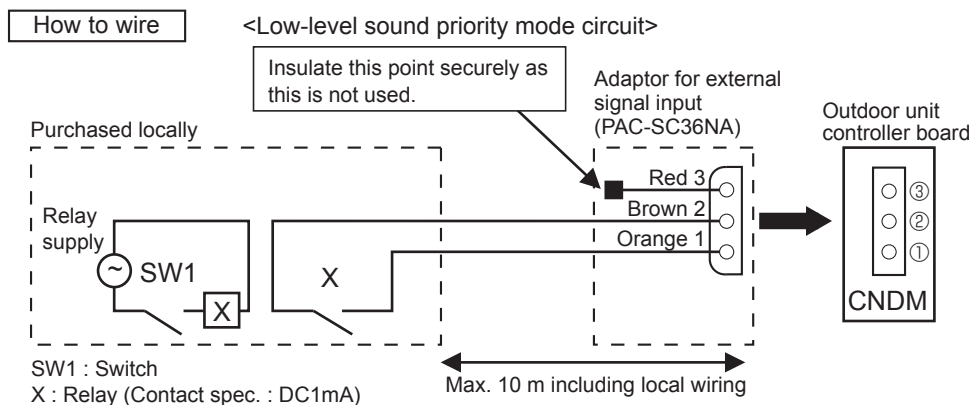 How to wire
<Low-level sound priority mode circuit>
Insulate this point securely as
this is not used.
Adaptor for external
signal input
(PAC-SC36NA)
Outdoor unit
controller board
Purchased locally
Red 3
Brown 2
Orange 1
③
②
①
CNDM
Relay
supply
~
SW1
X
X
SW1 : Switch
X : Relay (Contact spec. : DC1mA)
Max. 10 m including local wiring